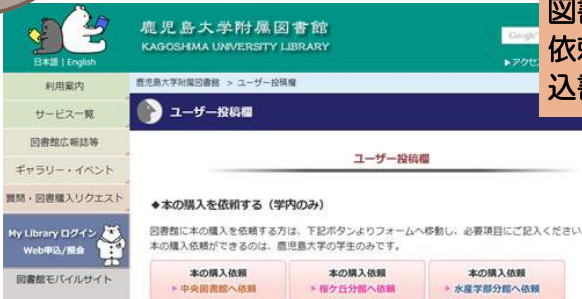 鹿児島大学附属図書館
KAGOSHIMA UNIVERSITY LIBRARY
日本語 | English
Google
▶アクセ
図書
依頼
込書
利用案内
サービス一覧
図書館広報誌等
ギャラリー・イベント
質問・図書購入リクエスト
My Library ログイン
Web申込/照会
図書館モバイルサイト
鹿児島大学附属図書館 > ユーザー投稿欄
ユーザー投稿欄
ユーザー投稿欄
◆本の購入を依頼する（学内のみ）
図書館に本の購入を依頼する方は、下記ボタンよりフォームへ移動し、必要項目にご記入ください
本の購入依頼ができるのは、鹿児島大学の学生のみです。
本の購入依頼
▶中央図書館へ依頼
本の購入依頼
▶桜ケ丘分館へ依頼
本の購入依頼
▶水産学部分館へ依頼